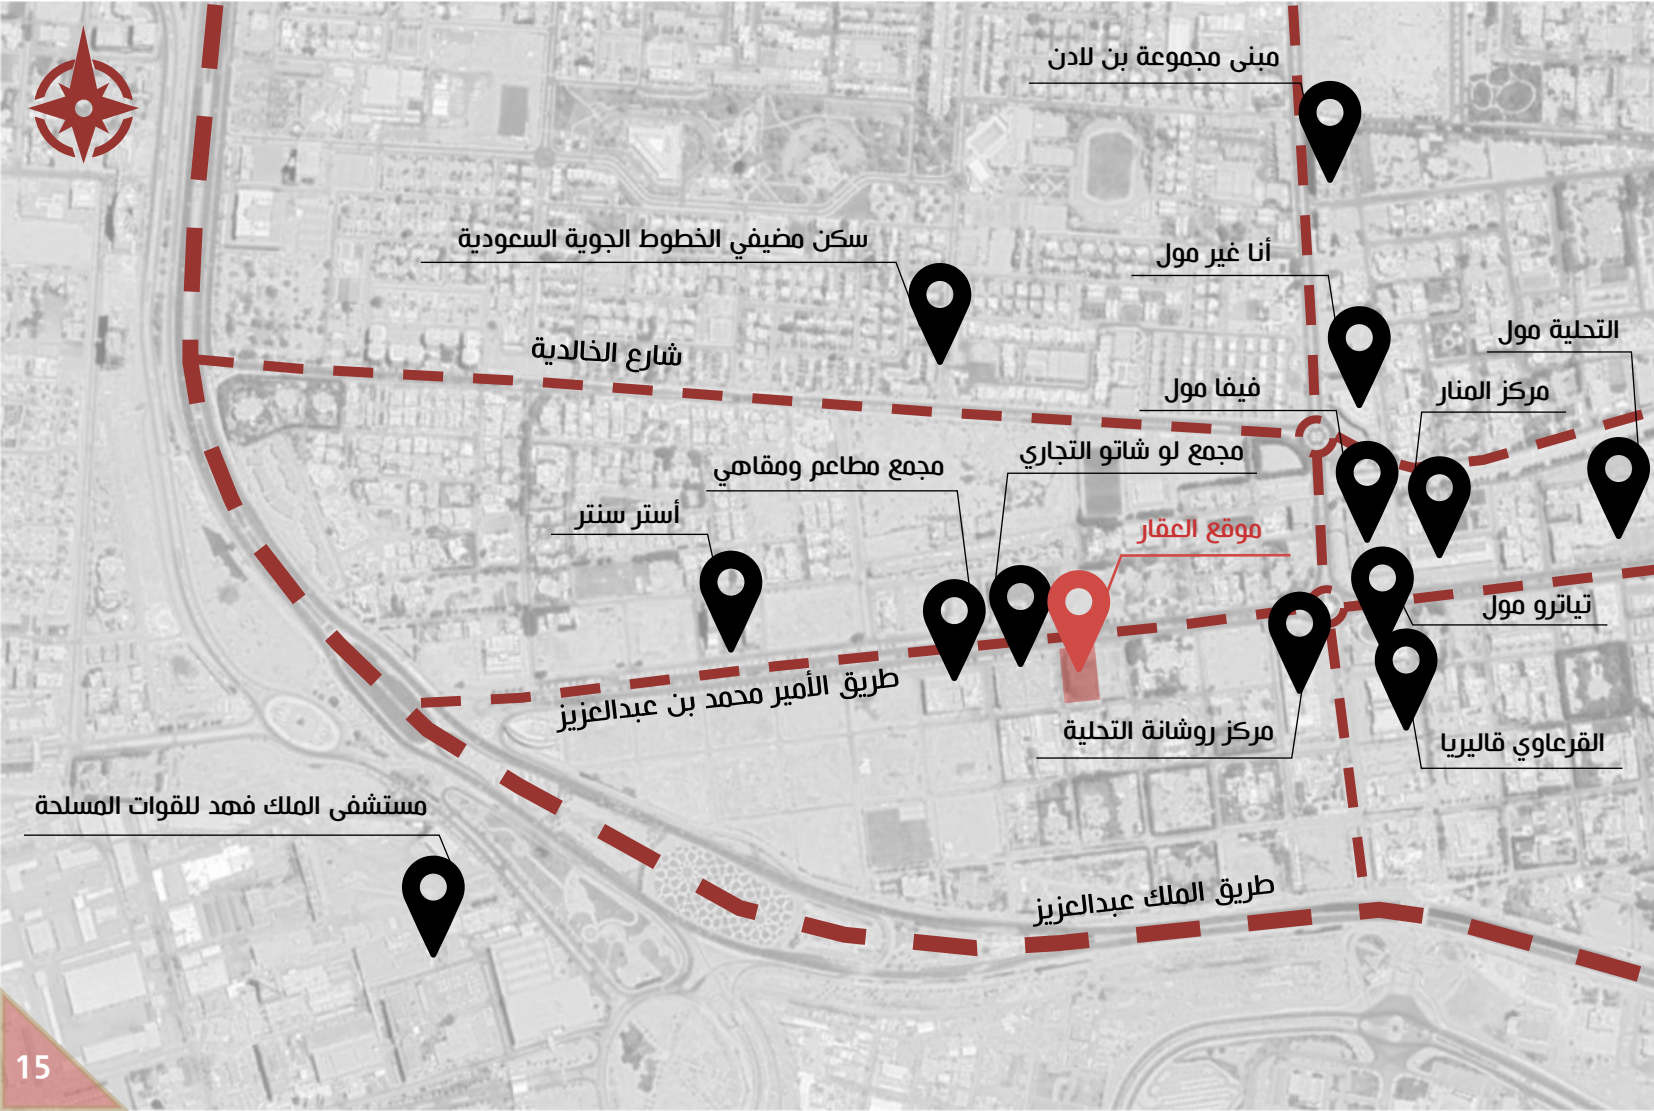 مبنى مجموعة بن لادن
سكن مضيفي الخطوط الجوية السعودية
أنا غير مول
التحلية مول
شارع الخالدية
فيفا مول
مركز المنار
مجمع لو شاتو التجاري
مجمع مطاعم ومقاهي
أستر سنتر
موقع العقار
تياترو مول
طريق الأمير محمد بن عبدالعزيز
مركز روشانة التحلية
القرعاوي قاليريا
مستشفى الملك فهد للقوات المسلحة
طريق الملك عبدالعزيز
15